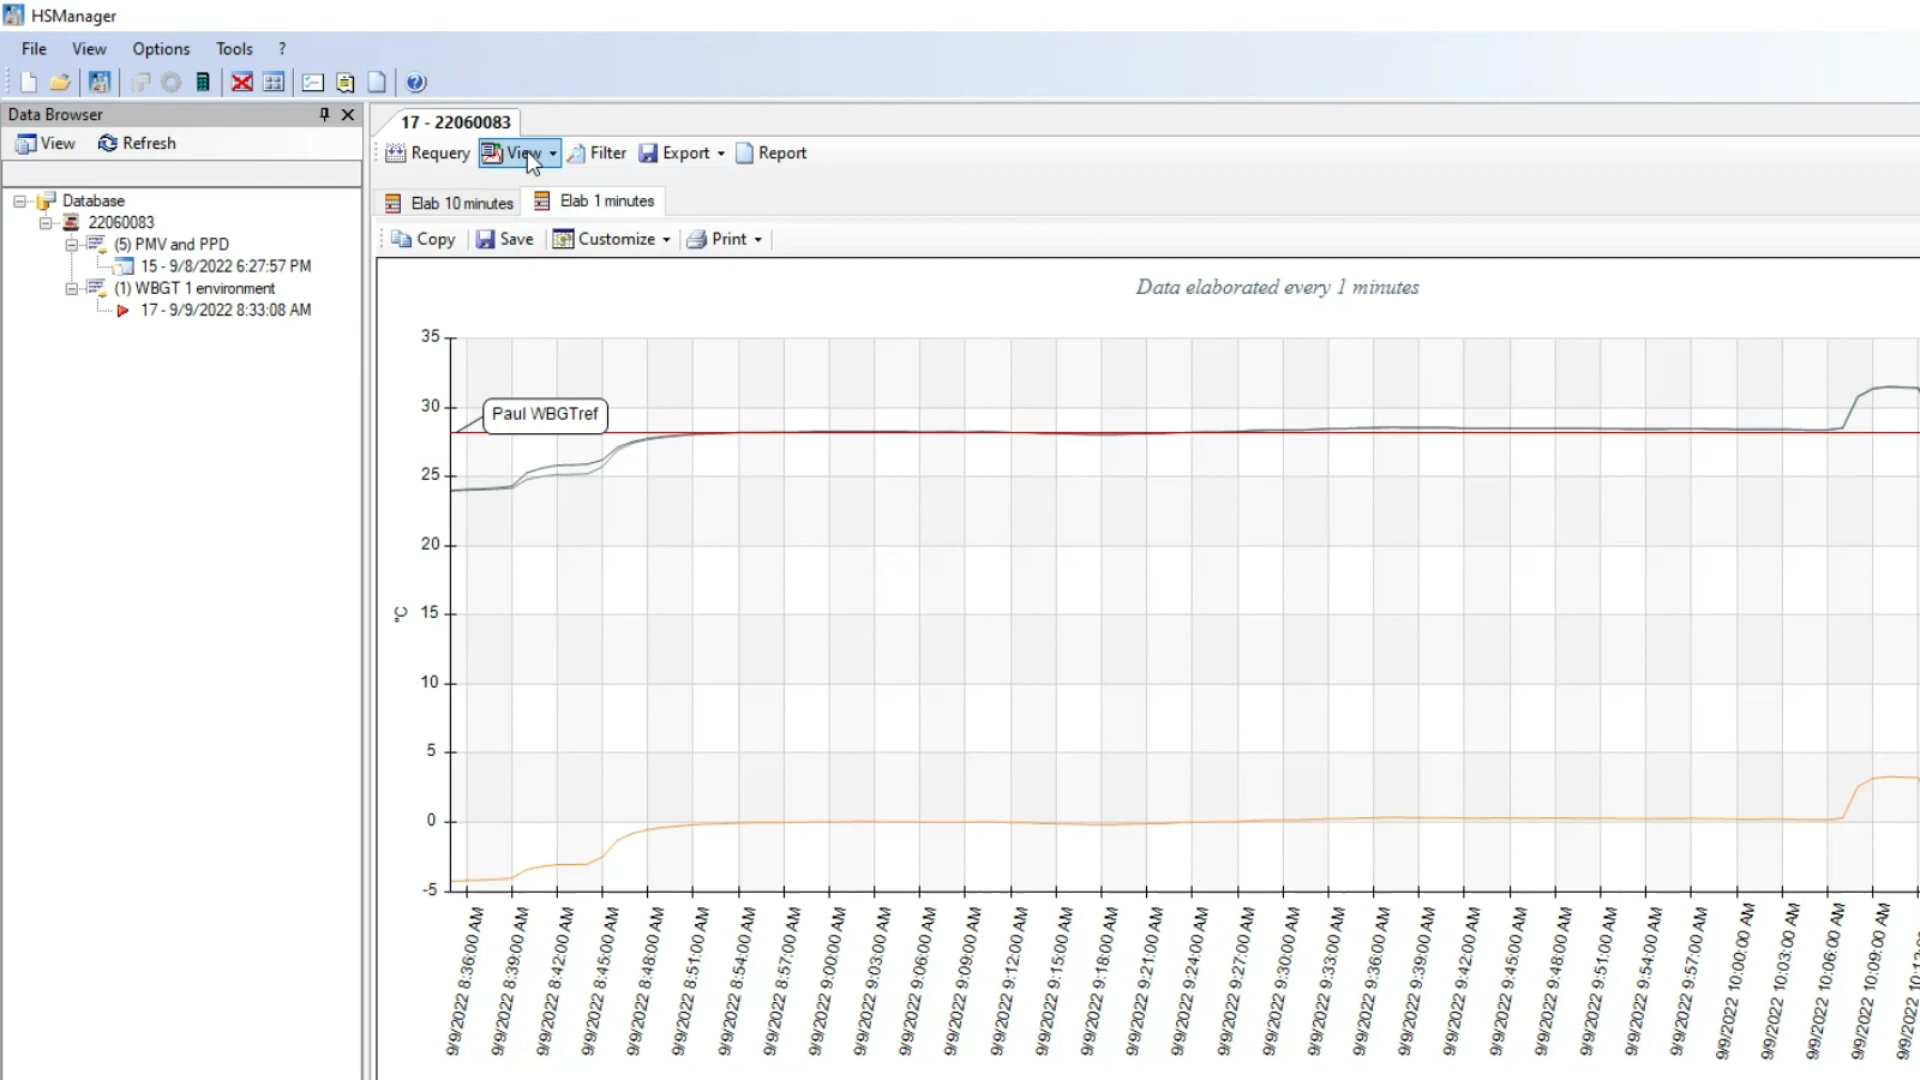 HSManager
File View Options Tools ?
Data Browser
View Refresh
Database
22060083
(5) PMV and PPD
15 - 9/8/2022 6:27:57 PM
(1) WBGT 1 environment
17 - 9/9/2022 8:33:08 AM
17 - 22060083
Requery View Filter Export Report
Elab 10 minutes Elab 1 minutes
Copy Save Customize Print
Data elaborated every 1 minutes
35
30
25
20
15
10
5
0
-5
°C
Paul WBGTref
9/9/2022 8:36:00 AM
9/9/2022 8:39:00 AM
9/9/2022 8:42:00 AM
9/9/2022 8:45:00 AM
9/9/2022 8:48:00 AM
9/9/2022 8:51:00 AM
9/9/2022 8:54:00 AM
9/9/2022 8:57:00 AM
9/9/2022 9:00:00 AM
9/9/2022 9:03:00 AM
9/9/2022 9:06:00 AM
9/9/2022 9:09:00 AM
9/9/2022 9:12:00 AM
9/9/2022 9:15:00 AM
9/9/2022 9:18:00 AM
9/9/2022 9:21:00 AM
9/9/2022 9:24:00 AM
9/9/2022 9:27:00 AM
9/9/2022 9:30:00 AM
9/9/2022 9:33:00 AM
9/9/2022 9:36:00 AM
9/9/2022 9:39:00 AM
9/9/2022 9:42:00 AM
9/9/2022 9:45:00 AM
9/9/2022 9:48:00 AM
9/9/2022 9:51:00 AM
9/9/2022 9:54:00 AM
9/9/2022 9:57:00 AM
9/9/2022 10:00:00 AM
9/9/2022 10:03:00 AM
9/9/2022 10:06:00 AM
9/9/2022 10:09:00 AM
9/9/2022